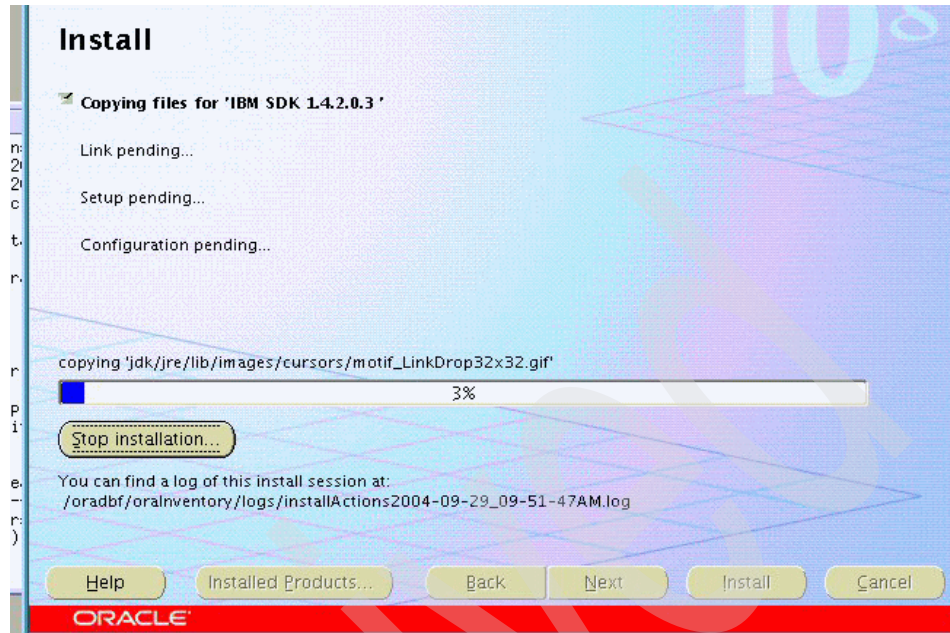 10g
Install
Copying files for 'IBM SDK 1.4.2.0.3 '
Link pending...
Setup pending...
Configuration pending...
copying 'jdk/jre/lib/images/cursors/motif_LinkDrop32x32.gif'
3%
Stop installation...
You can find a log of this install session at:
/oradbf/oraInventory/logs/installActions2004-09-29_09-51-47AM.log
Help Installed Products... Back Next Install Cancel
ORACLE